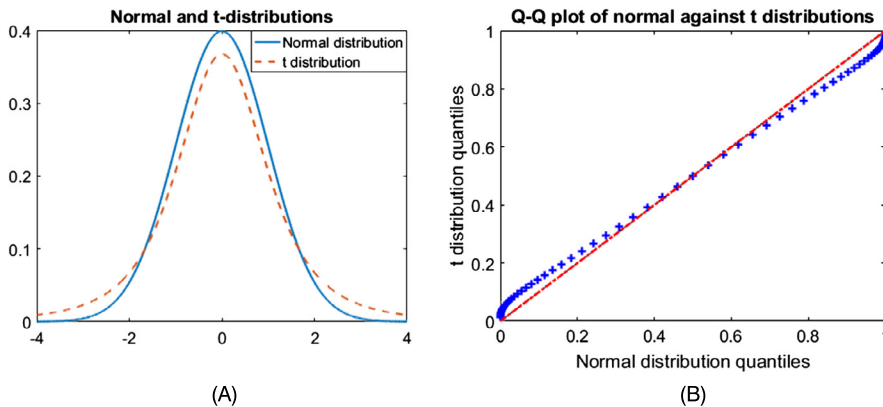 Normal and t-distributions
0.4
0.3
0.2
0.1
0
-4
-2
0
2
4
Normal distribution
t distribution
(A)
Q-Q plot of normal against t distributions
t distribution quantiles
1
0.8
0.6
0.4
0.2
0
0
0.2
0.4
0.6
0.8
Normal distribution quantiles
(B)